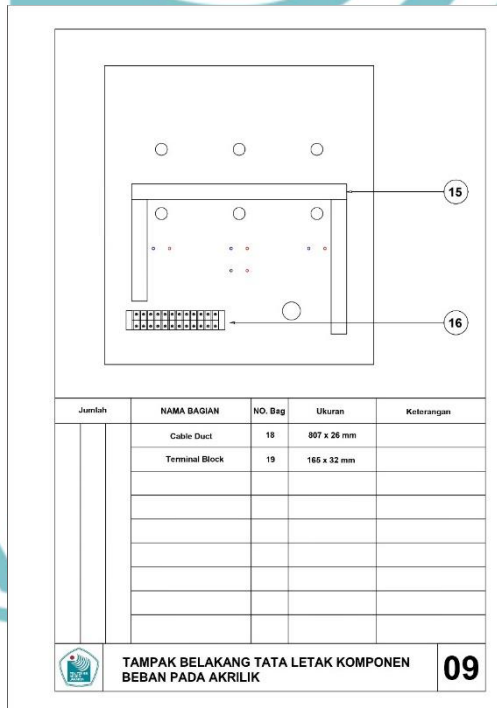 15
16
Jumlah NAMA BAGIAN NO. Bag Ukuran Keterangan
Cable Duct 18 807 x 26 mm
Terminal Block 19 165 x 32 mm
TAMPAK BELAKANG TATA LETAK KOMPONEN
BEBAN PADA AKRILIK
09